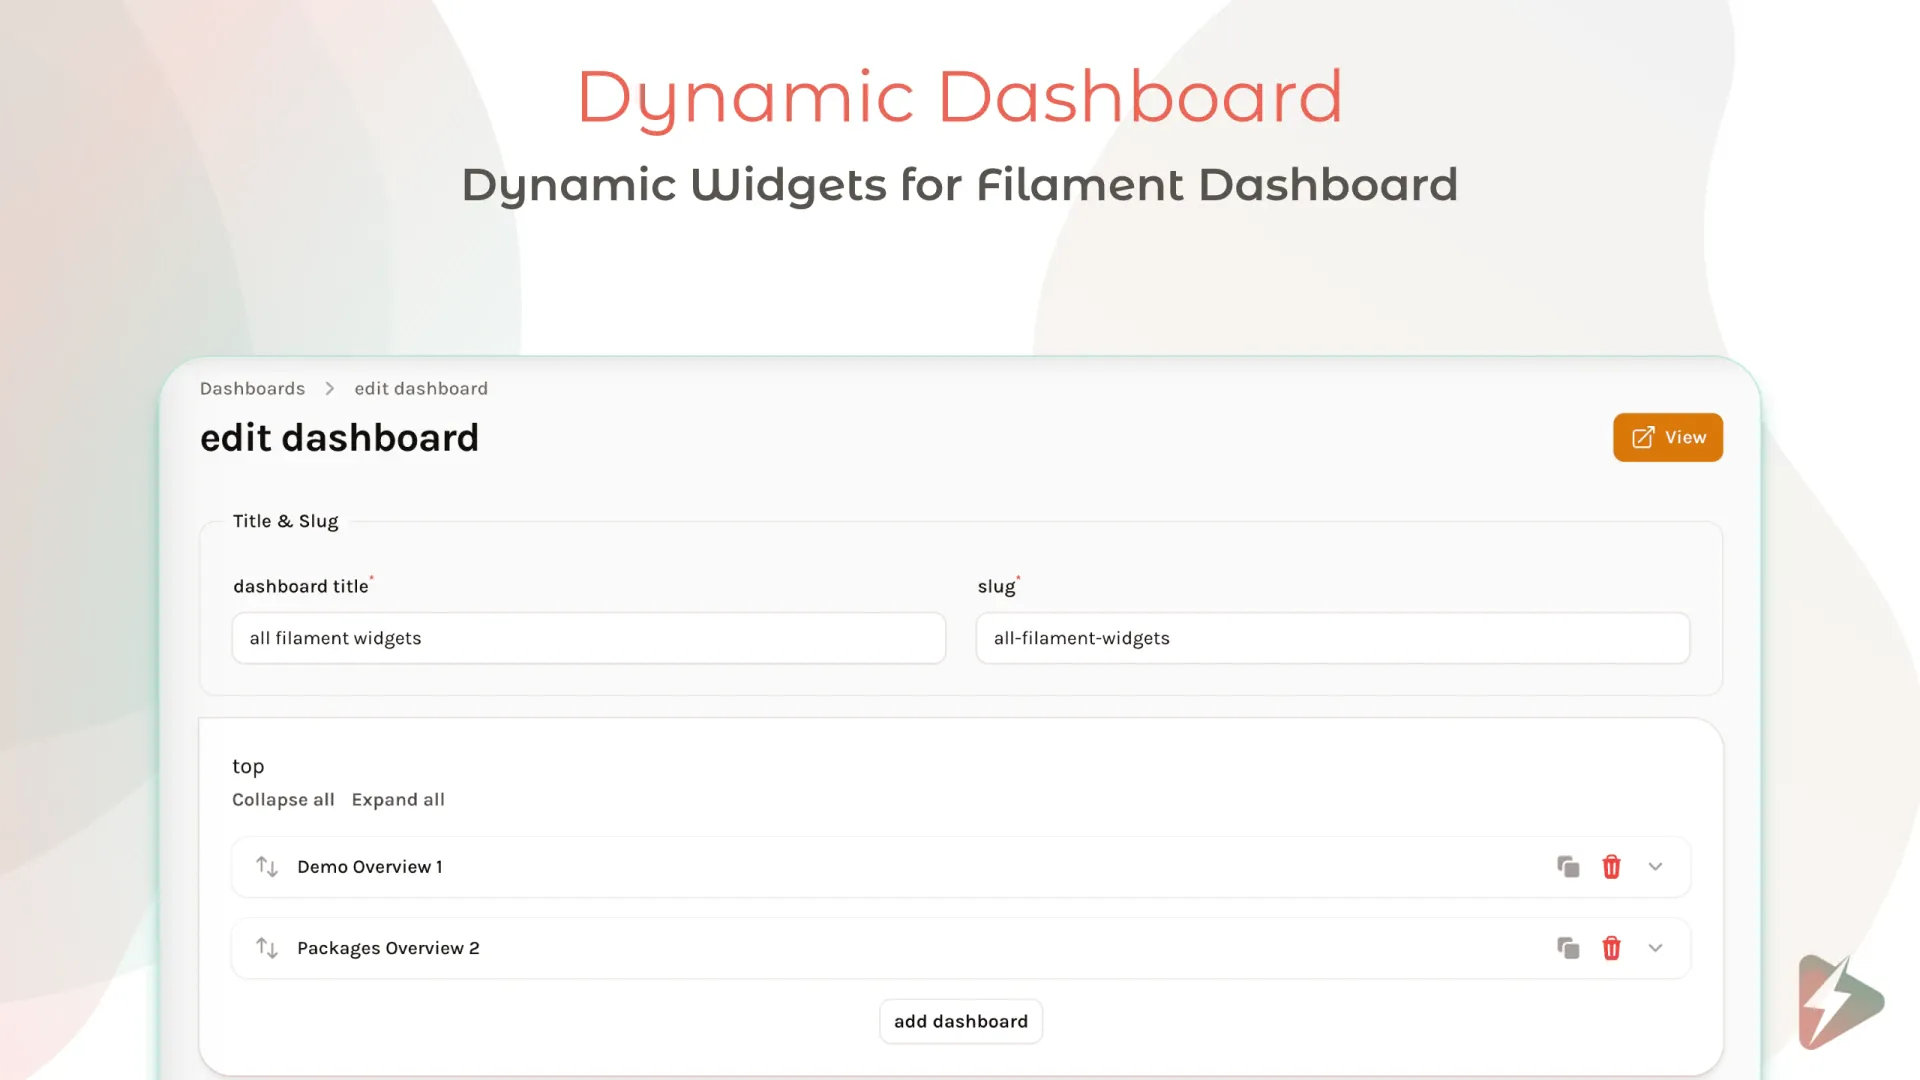 Dynamic Dashboard
Dynamic Widgets for Filament Dashboard
Dashboards > edit dashboard
edit dashboard
View
Title & Slug
dashboard title*
slug*
all filament widgets
all-filament-widgets
top
Collapse all Expand all
Demo Overview 1
Packages Overview 2
add dashboard